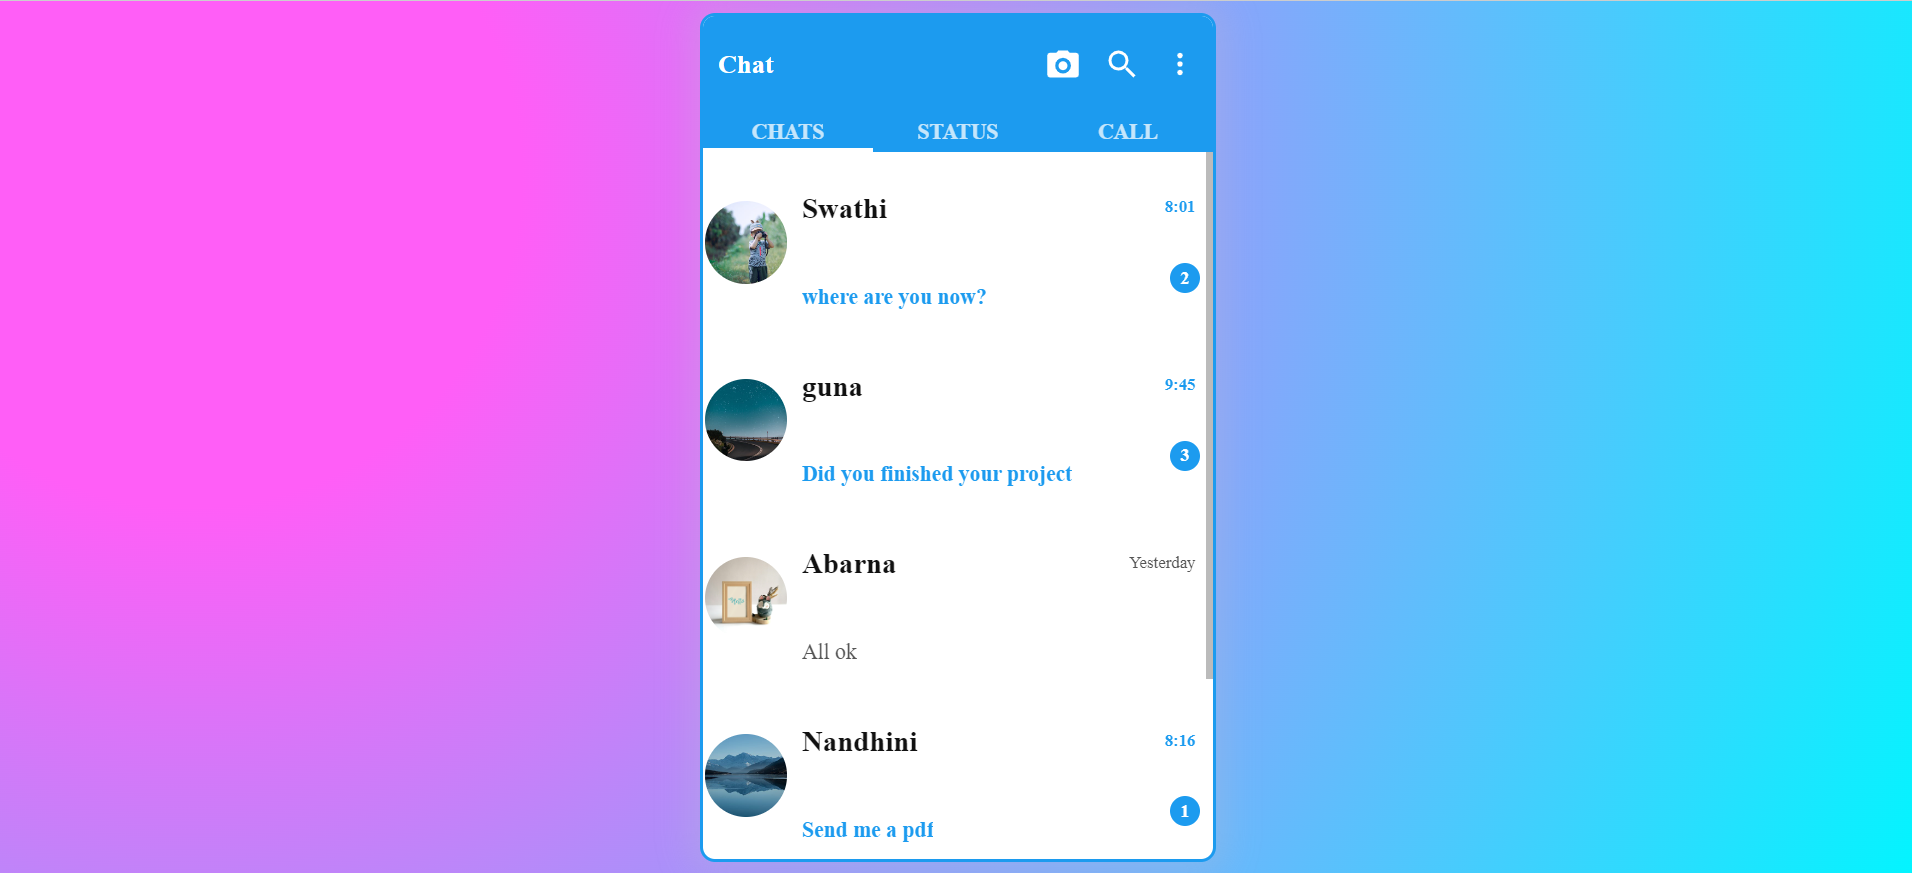 Chat
CHATS STATUS CALL
Swathi 8:01
2
where are you now?
guna 9:45
3
Did you finished your project
Abarna Yesterday
All ok
Nandhini 8:16
1
Send me a pdf